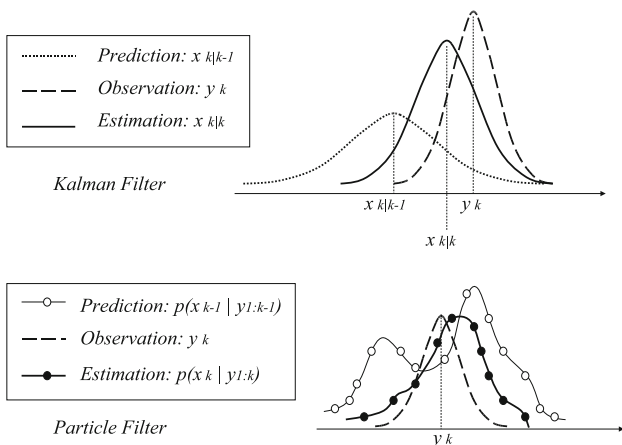 Prediction: x k|k-1
Observation: y k
Estimation: x k|k
Kalman Filter
x k|k-1
y k
x k|k
Prediction: p(x k-1 | y1:k-1)
Observation: y k
Estimation: p(x k | y1:k)
Particle Filter
y k